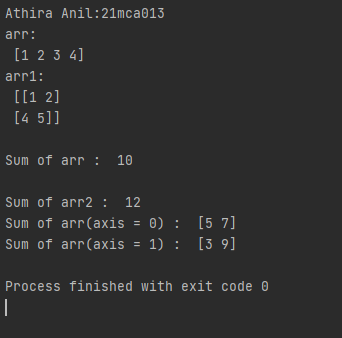 Athira Anil:21mca013
arr:
 [1 2 3 4]
arr1:
 [[1 2]
 [4 5]]
Sum of arr :  10
Sum of arr2 :  12
Sum of arr(axis = 0) :  [5 7]
Sum of arr(axis = 1) :  [3 9]
Process finished with exit code 0